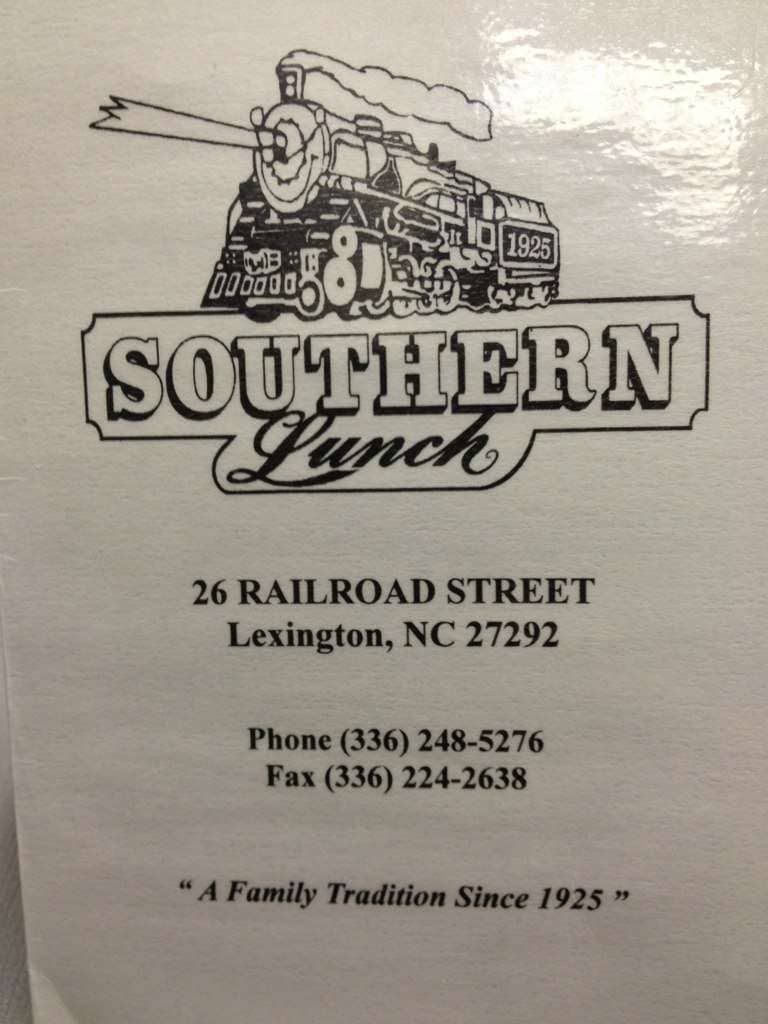 1925
SOUTHERN
Lunch
26 RAILROAD STREET
Lexington, NC 27292
Phone (336) 248-5276
Fax (336) 224-2638
“ A Family Tradition Since 1925 ”